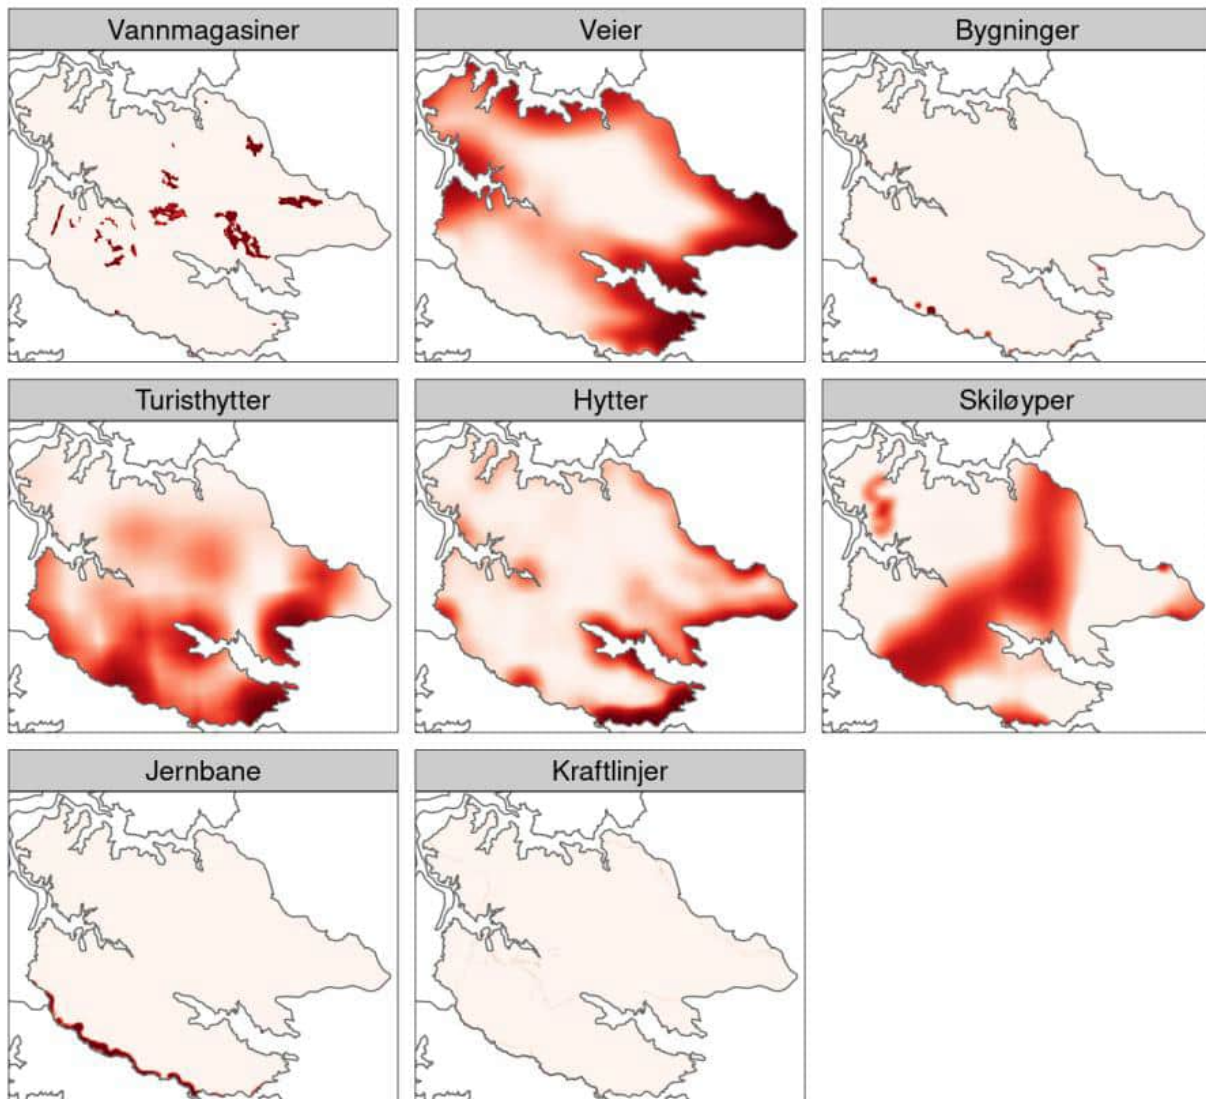 Vannmagasiner
Veier
Bygninger
Turisthytter
Hytter
Skiløyper
Jernbane
Kraftlinjer